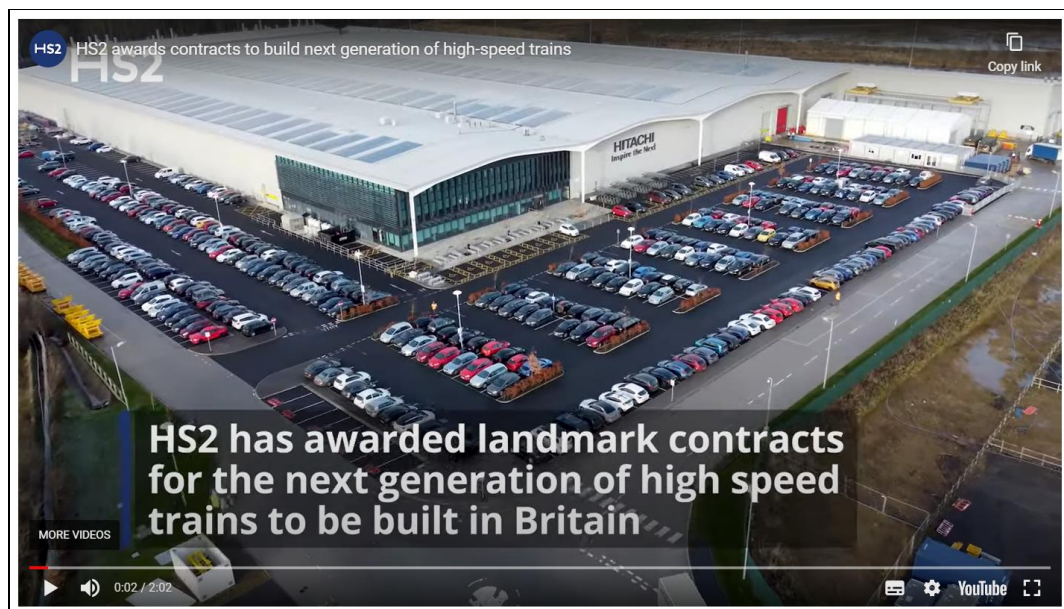 HS2
HS2 awards contracts to build next generation of high-speed trains
Copy link
HS2
HITACHI
Inspire the Next
HS2 has awarded landmark contracts
for the next generation of high speed
trains to be built in Britain
MORE VIDEOS
0:02 / 2:02
YouTube